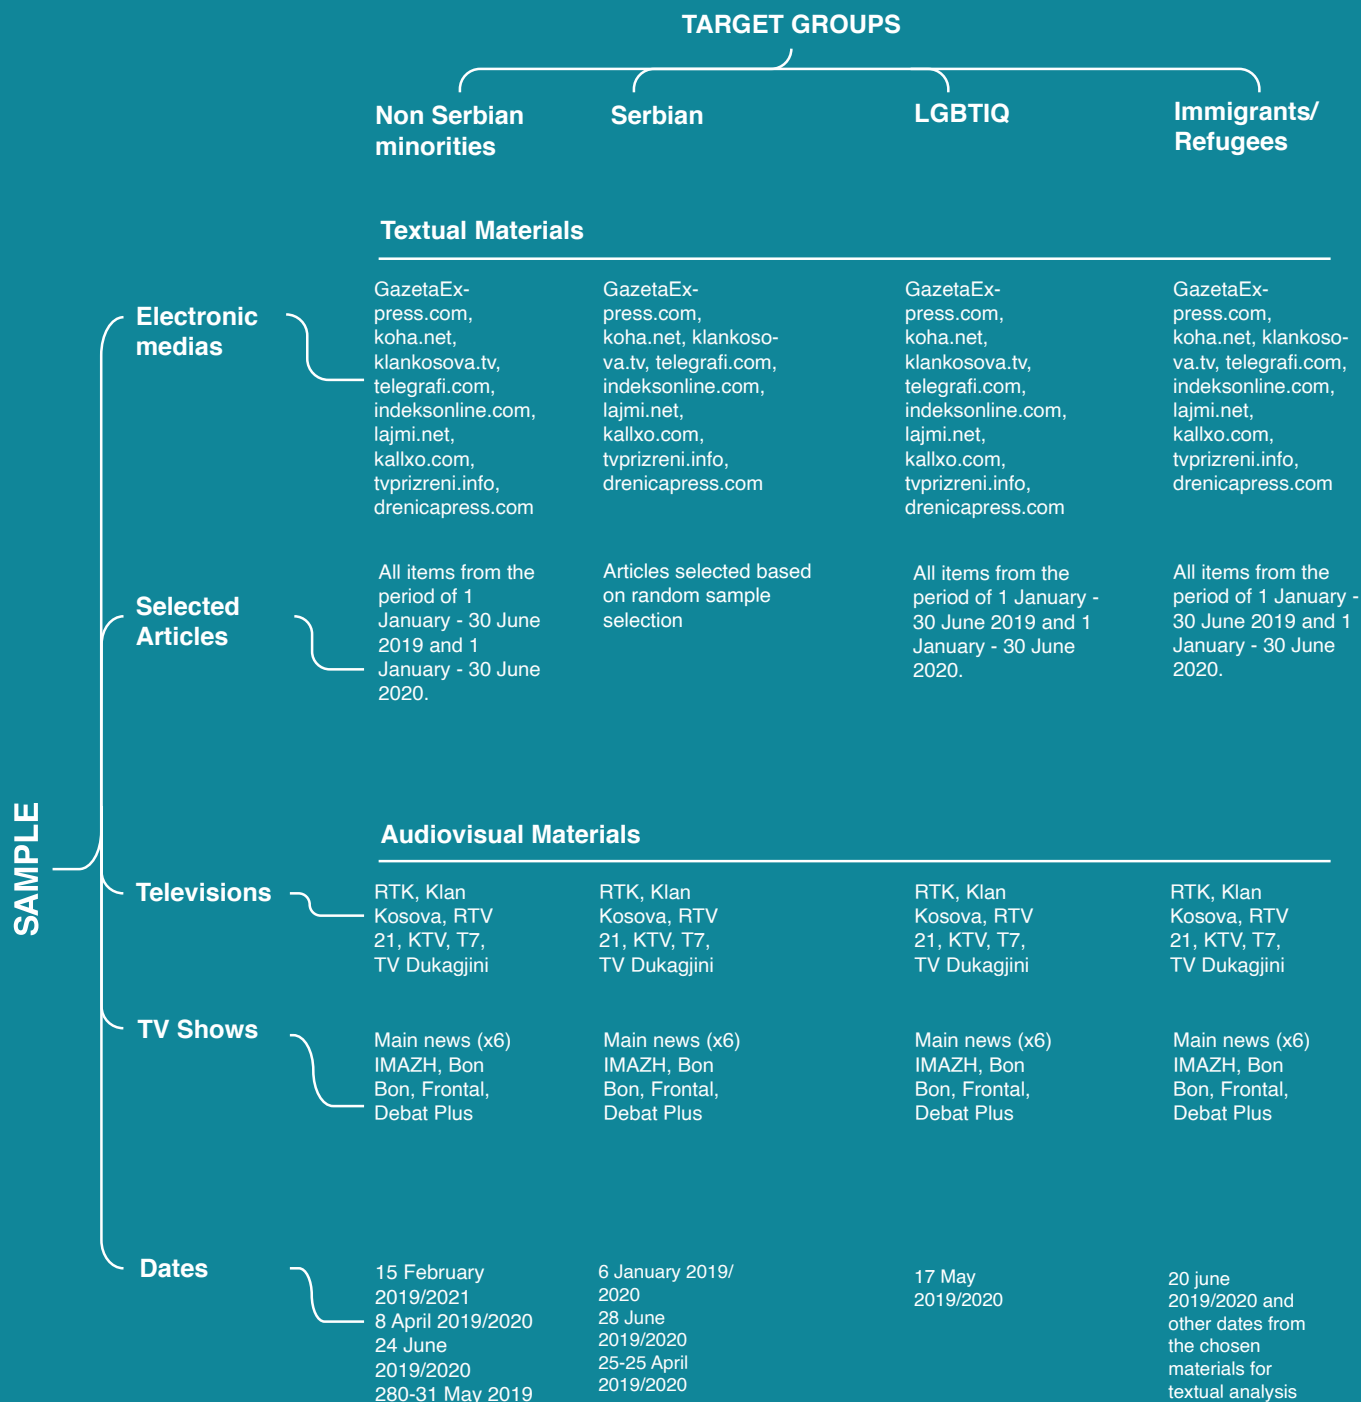 TARGET GROUPS
Non Serbian
minorities
Serbian
LGBTIQ
Immigrants/
Refugees
Textual Materials
SAMPLE
Electronic
medias
GazetaEx-
press.com,
koha.net,
klankosova.tv,
telegrafi.com,
indeksonline.com,
lajmi.net,
kallxo.com,
tvprizreni.info,
drenicapress.com
GazetaEx-
press.com,
koha.net, klankoso-
va.tv, telegrafi.com,
indeksonline.com,
lajmi.net,
kallxo.com,
tvprizreni.info,
drenicapress.com
GazetaEx-
press.com,
koha.net,
klankosova.tv,
telegrafi.com,
indeksonline.com,
lajmi.net,
kallxo.com,
tvprizreni.info,
drenicapress.com
GazetaEx-
press.com,
koha.net, klankoso-
va.tv, telegrafi.com,
indeksonline.com,
lajmi.net,
kallxo.com,
tvprizreni.info,
drenicapress.com
Selected
Articles
All items from the
period of 1
January - 30 June
2019 and 1
January - 30 June
2020.
Articles selected based
on random sample
selection
All items from the
period of 1 January -
30 June 2019 and 1
January - 30 June
2020.
All items from the
period of 1 January -
30 June 2019 and 1
January - 30 June
2020.
Audiovisual Materials
Televisions
RTK, Klan
Kosova, RTV
21, KTV, T7,
TV Dukagjini
RTK, Klan
Kosova, RTV
21, KTV, T7,
TV Dukagjini
RTK, Klan
Kosova, RTV
21, KTV, T7,
TV Dukagjini
RTK, Klan
Kosova, RTV
21, KTV, T7,
TV Dukagjini
TV Shows
Main news (x6)
IMAZH, Bon
Bon, Frontal,
Debat Plus
Main news (x6)
IMAZH, Bon
Bon, Frontal,
Debat Plus
Main news (x6)
IMAZH, Bon
Bon, Frontal,
Debat Plus
Main news (x6)
IMAZH, Bon
Bon, Frontal,
Debat Plus
Dates
15 February
2019/2021
8 April 2019/2020
24 June
2019/2020
280-31 May 2019
6 January 2019/
2020
28 June
2019/2020
25-25 April
2019/2020
17 May
2019/2020
20 june
2019/2020 and
other dates from
the chosen
materials for
textual analysis